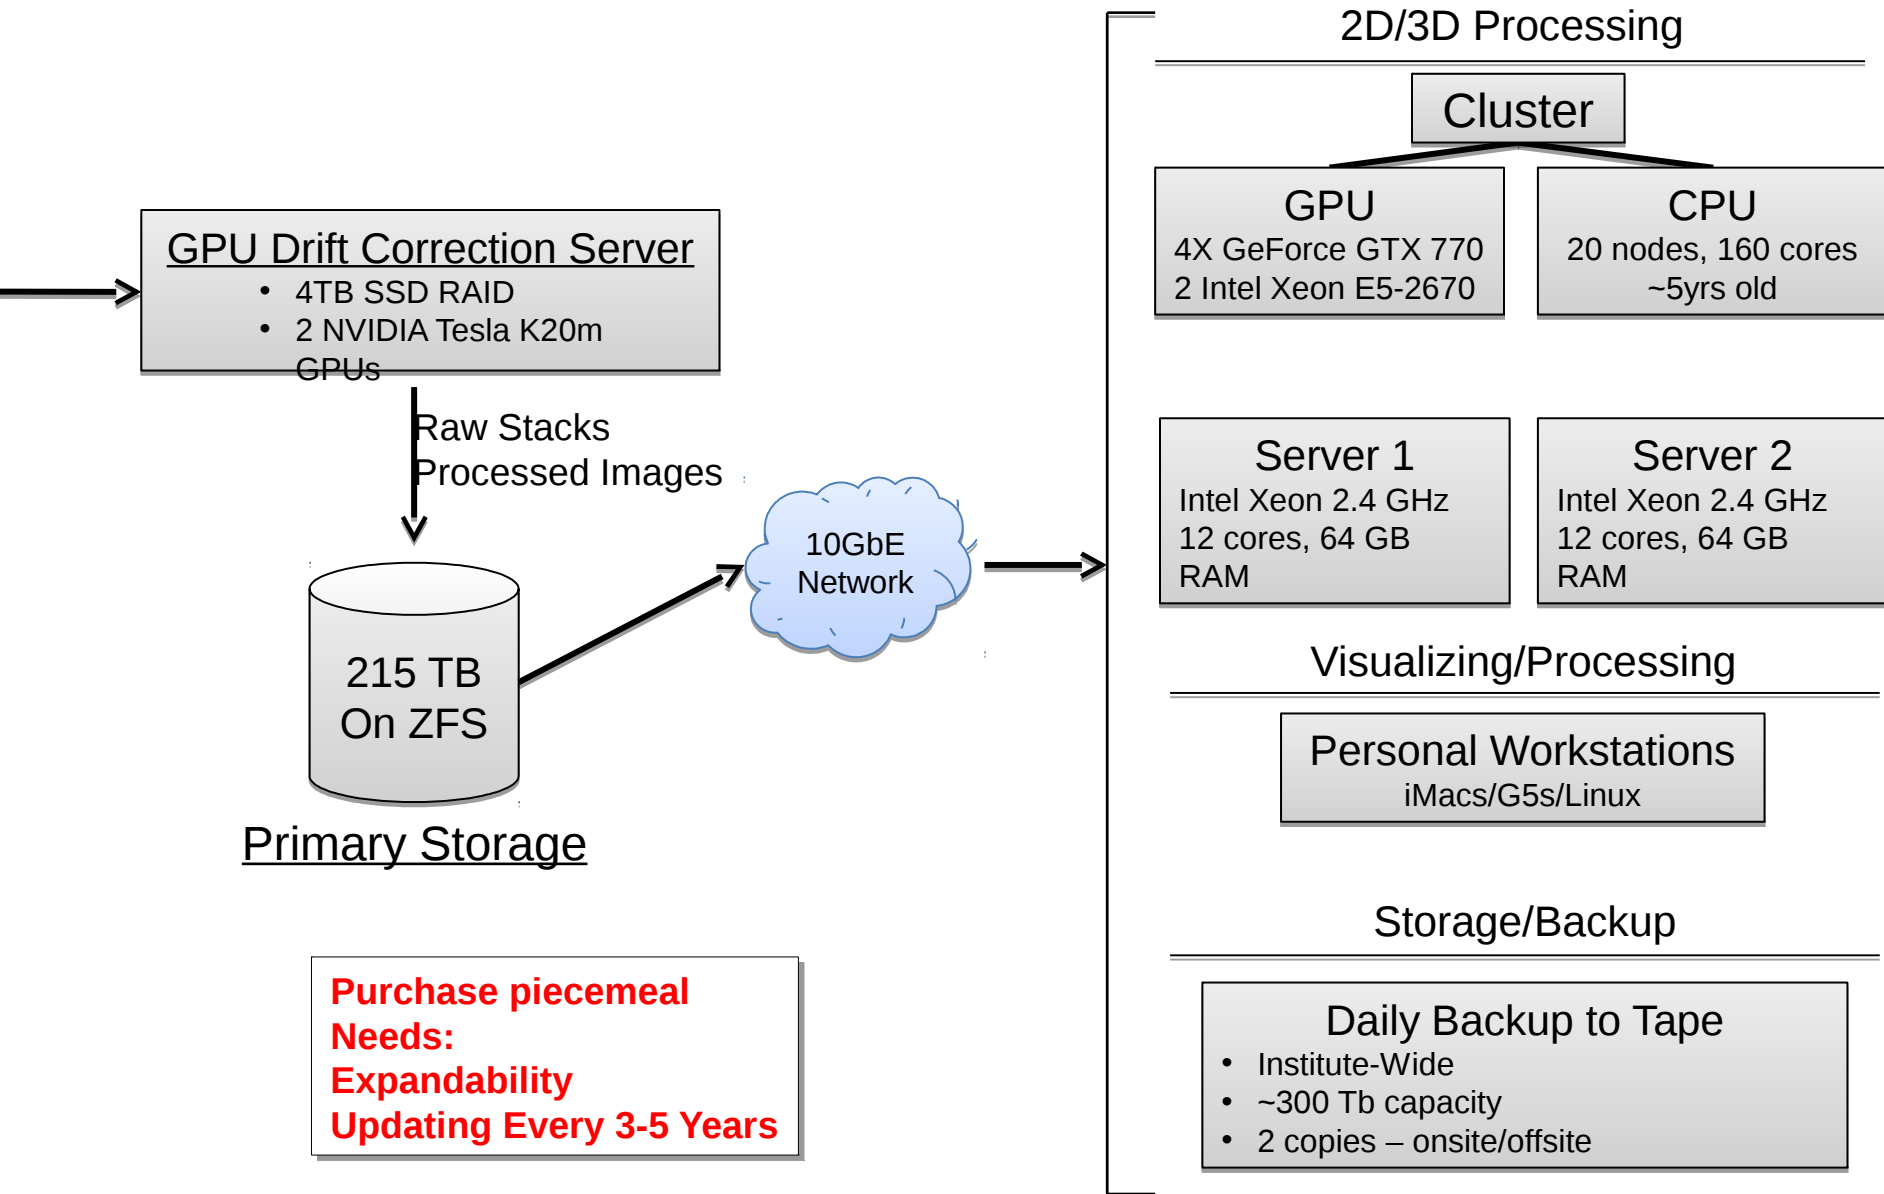 2D/3D Processing
Cluster
GPU
4X GeForce GTX 770
2 Intel Xeon E5-2670
CPU
20 nodes, 160 cores
~5yrs old
GPU Drift Correction Server
• 4TB SSD RAID
• 2 NVIDIA Tesla K20m
GPUs
Raw Stacks
Processed Images
10GbE
Network
Server 1
Intel Xeon 2.4 GHz
12 cores, 64 GB
RAM
Server 2
Intel Xeon 2.4 GHz
12 cores, 64 GB
RAM
215 TB
On ZFS
Primary Storage
Visualizing/Processing
Personal Workstations
iMacs/G5s/Linux
Storage/Backup
Daily Backup to Tape
• Institute-Wide
• ~300 Tb capacity
• 2 copies – onsite/offsite
Purchase piecemeal
Needs:
Expandability
Updating Every 3-5 Years